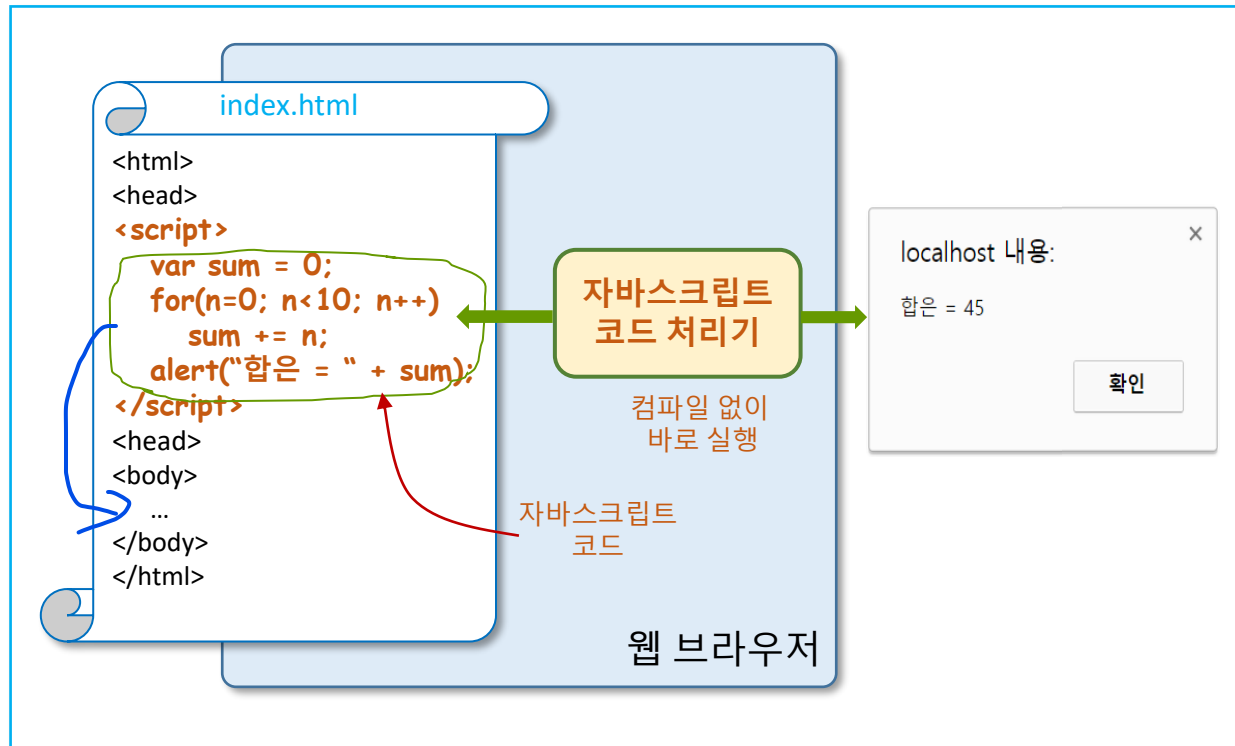 index.html
<html>
<head>
<script>
var sum = 0;
for(n=0; n<10; n++)
sum += n;
alert(“합은 = “ + sum);
</script>
<head>
<body>
...
</body>
</html>
자바스크립트
코드 처리기
컴파일 없이
바로 실행
자바스크립트
코드
웹 브라우저
localhost 내용:
×
합은 = 45
확인